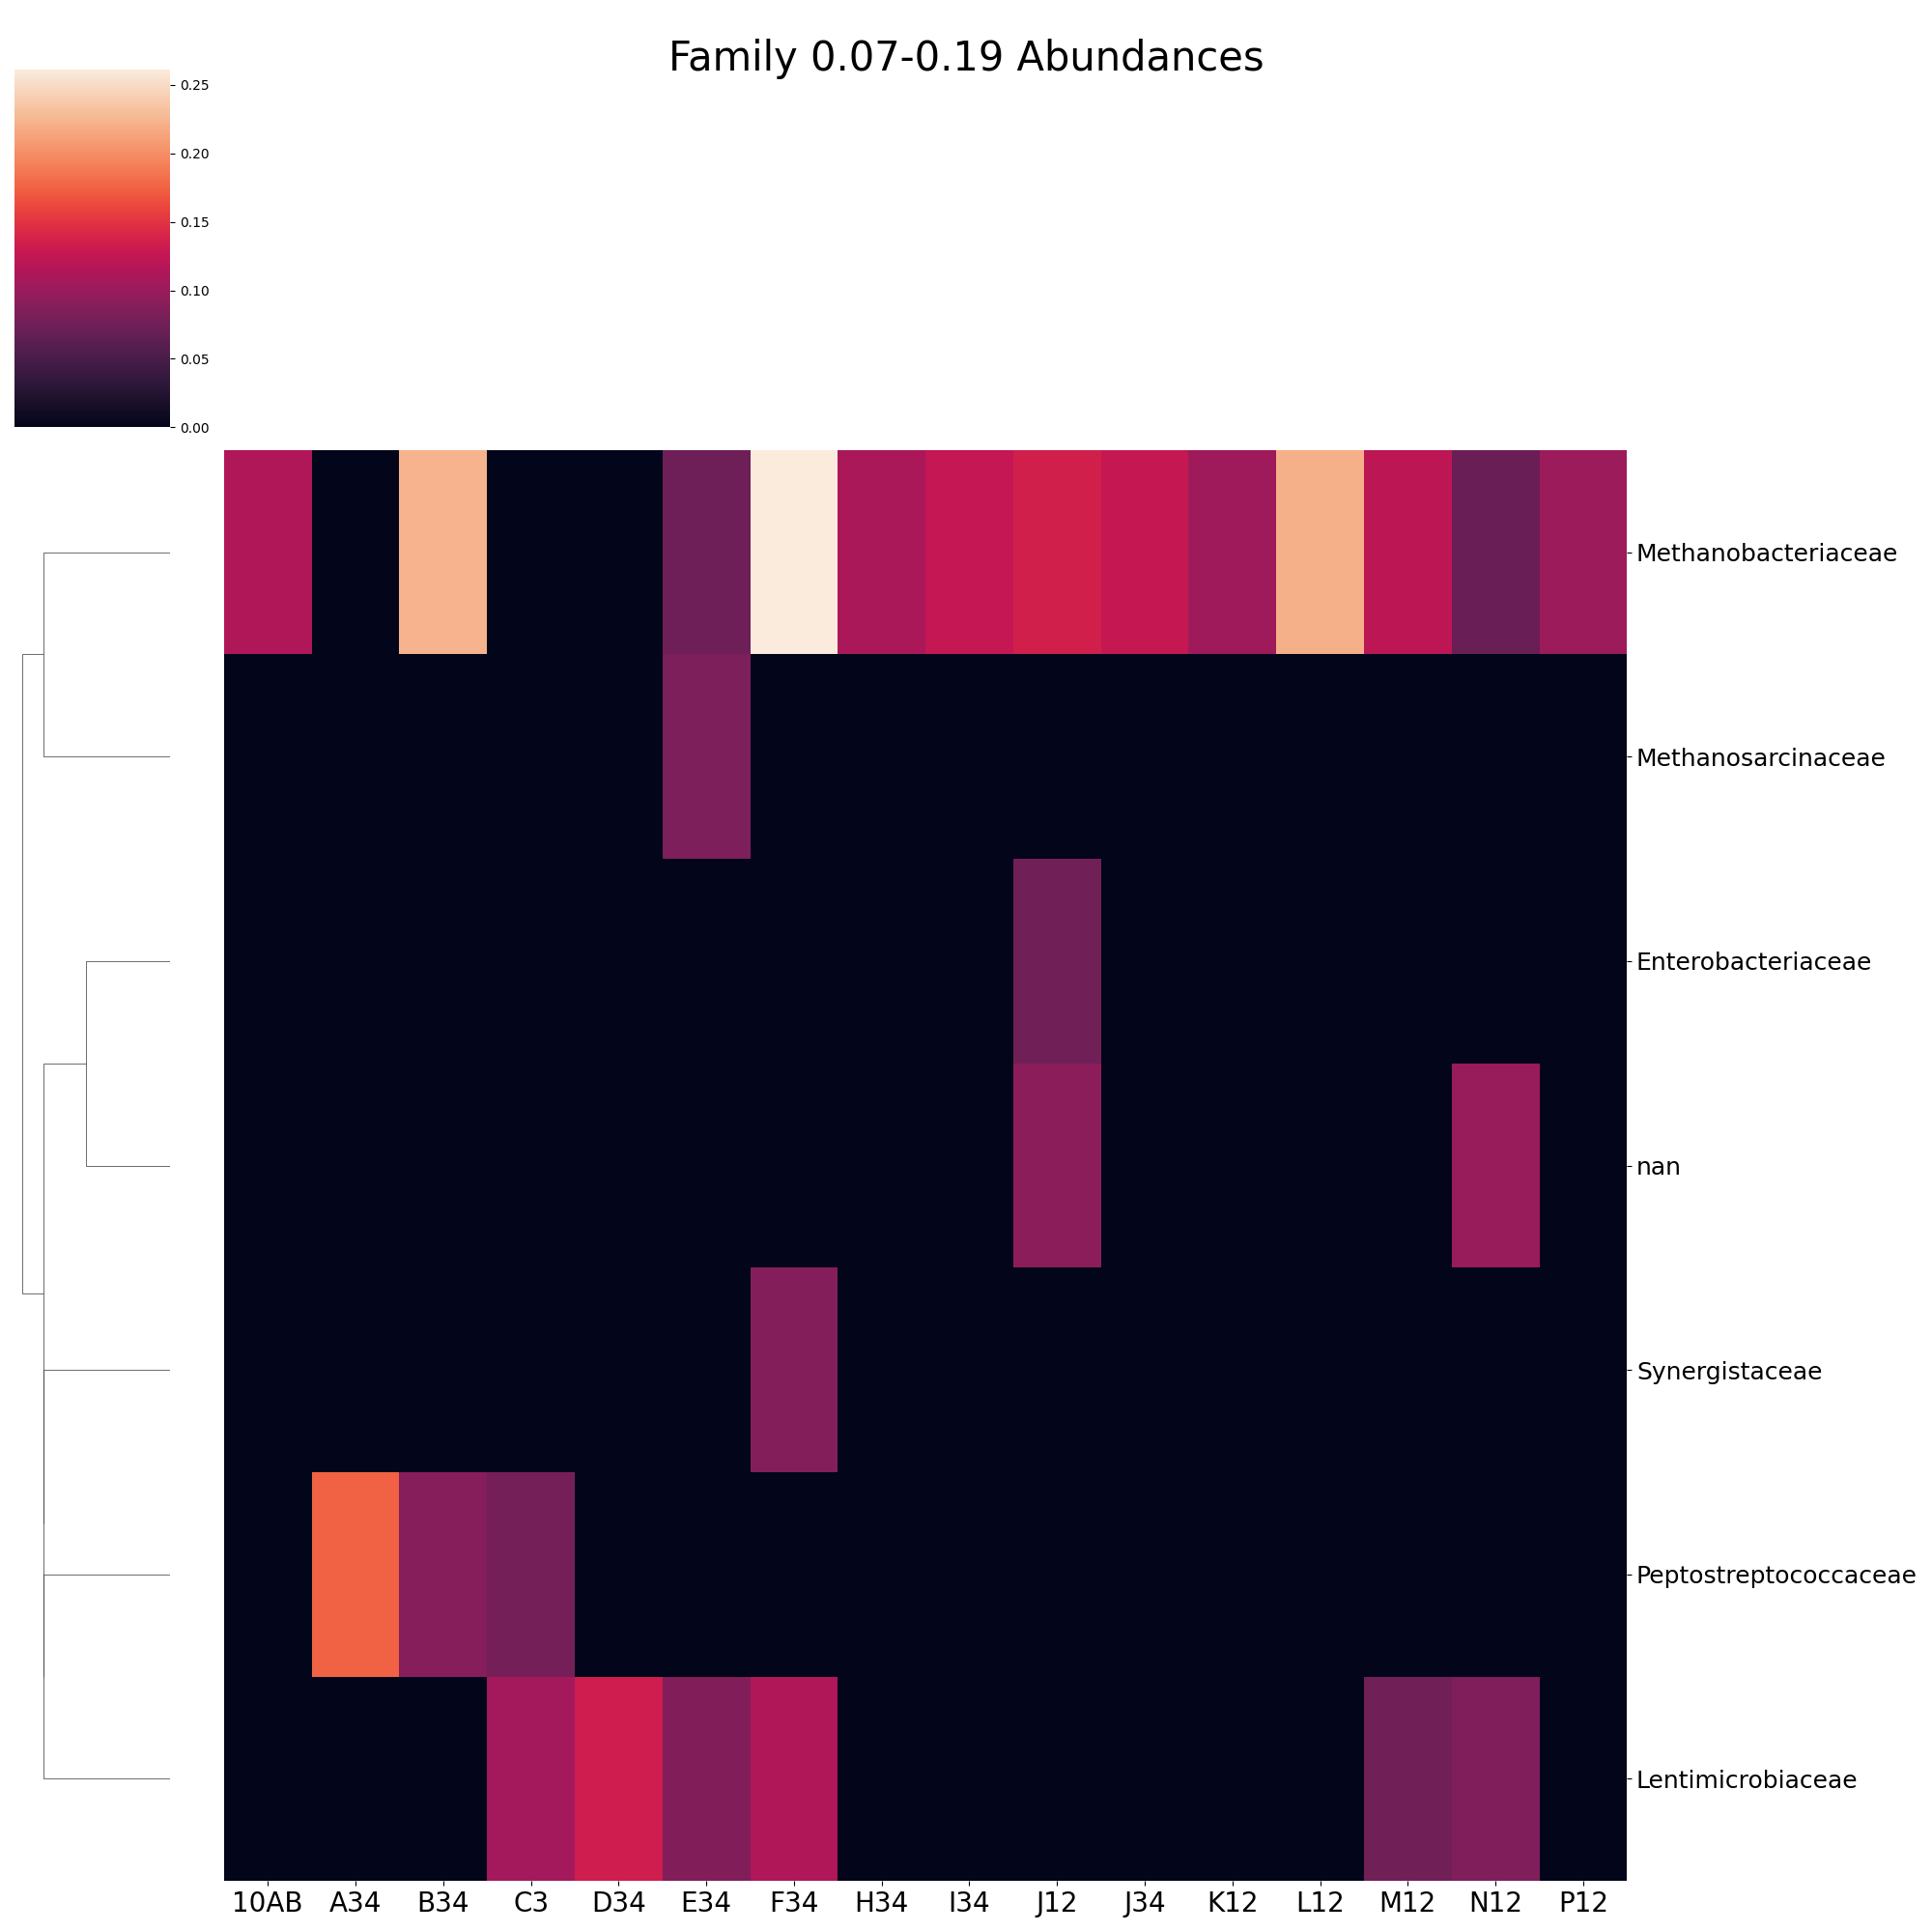 Family 0.07-0.19 Abundances
0.25
0.20
0.15
0.10
0.05
0.00
Methanobacteriaceae
Methanosarcinaceae
Enterobacteriaceae
nan
Synergistaceae
Peptostreptococcaceae
Lentimicrobiaceae
10AB A34 B34 C3 D34 E34 F34 H34 I34 J12 J34 K12 L12 M12 N12 P12